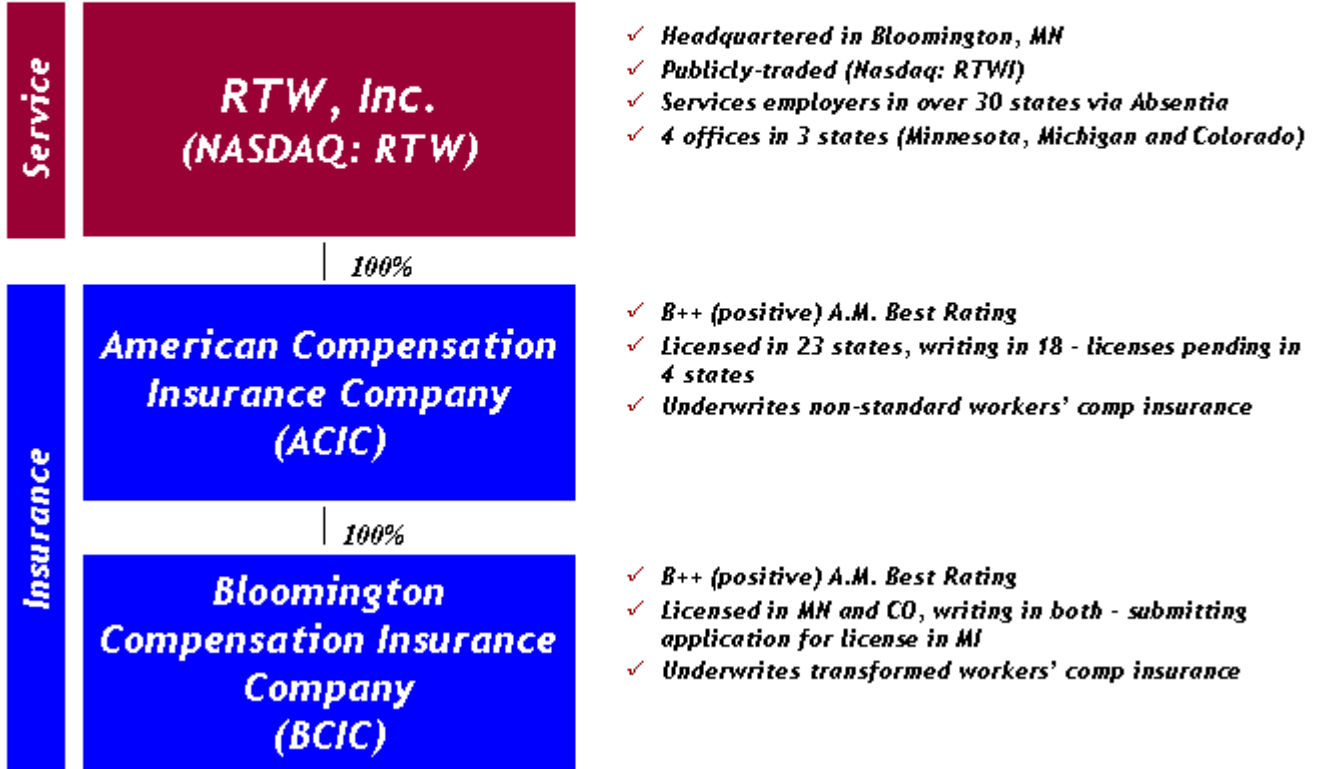 Service
RTW, Inc.
(NASDAQ: RTW)
✓ Headquartered in Bloomington, MN
✓ Publicly-traded (Nasdaq: RTWI)
✓ Services employers in over 30 states via Absentia
✓ 4 offices in 3 states (Minnesota, Michigan and Colorado)
100%
Insurance
American Compensation
Insurance Company
(ACIC)
✓ B++ (positive) A.M. Best Rating
✓ Licensed in 23 states, writing in 18 - licenses pending in
4 states
✓ Underwrites non-standard workers' comp insurance
100%
Bloomington
Compensation Insurance
Company
(BCIC)
✓ B++ (positive) A.M. Best Rating
✓ Licensed in MN and CO, writing in both - submitting
application for license in MI
✓ Underwrites transformed workers' comp insurance